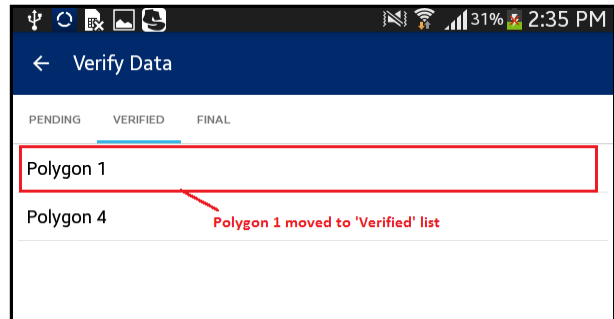 31% 2:35 PM
Verify Data
PENDING VERIFIED FINAL
Polygon 1
Polygon 4
Polygon 1 moved to 'Verified' list